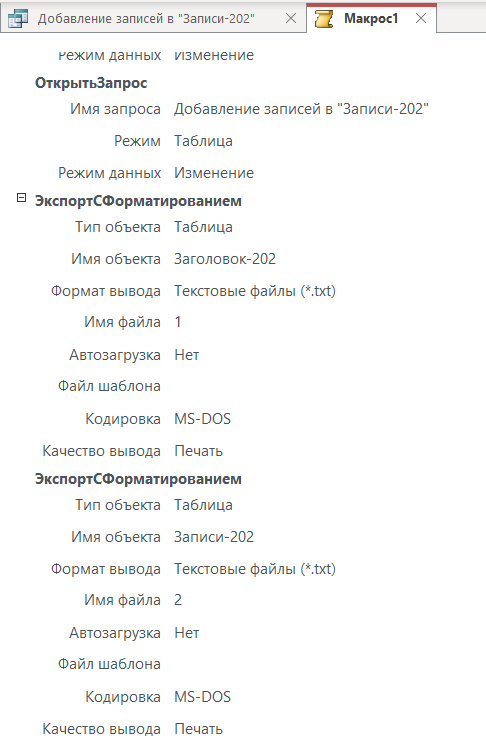 Добавление записей в "Записи-202"
Макрос1
Режим данных Изменение
ОткрытьЗапрос
Имя запроса Добавление записей в "Записи-202"
Режим Таблица
Режим данных Изменение
ЭкспортСФорматированием
Тип объекта Таблица
Имя объекта Заголовок-202
Формат вывода Текстовые файлы (*.txt)
Имя файла 1
Автозагрузка Нет
Файл шаблона
Кодировка MS-DOS
Качество вывода Печать
ЭкспортСФорматированием
Тип объекта Таблица
Имя объекта Записи-202
Формат вывода Текстовые файлы (*.txt)
Имя файла 2
Автозагрузка Нет
Файл шаблона
Кодировка MS-DOS
Качество вывода Печать